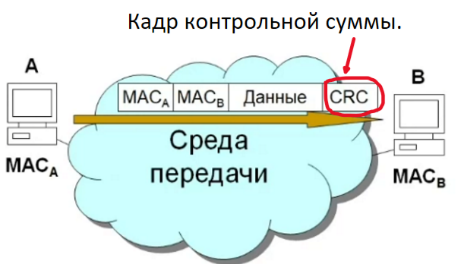 Кадр контрольной суммы.
A
B
MACA MACB Данные CRC
Среда
передачи
MACA
MACB